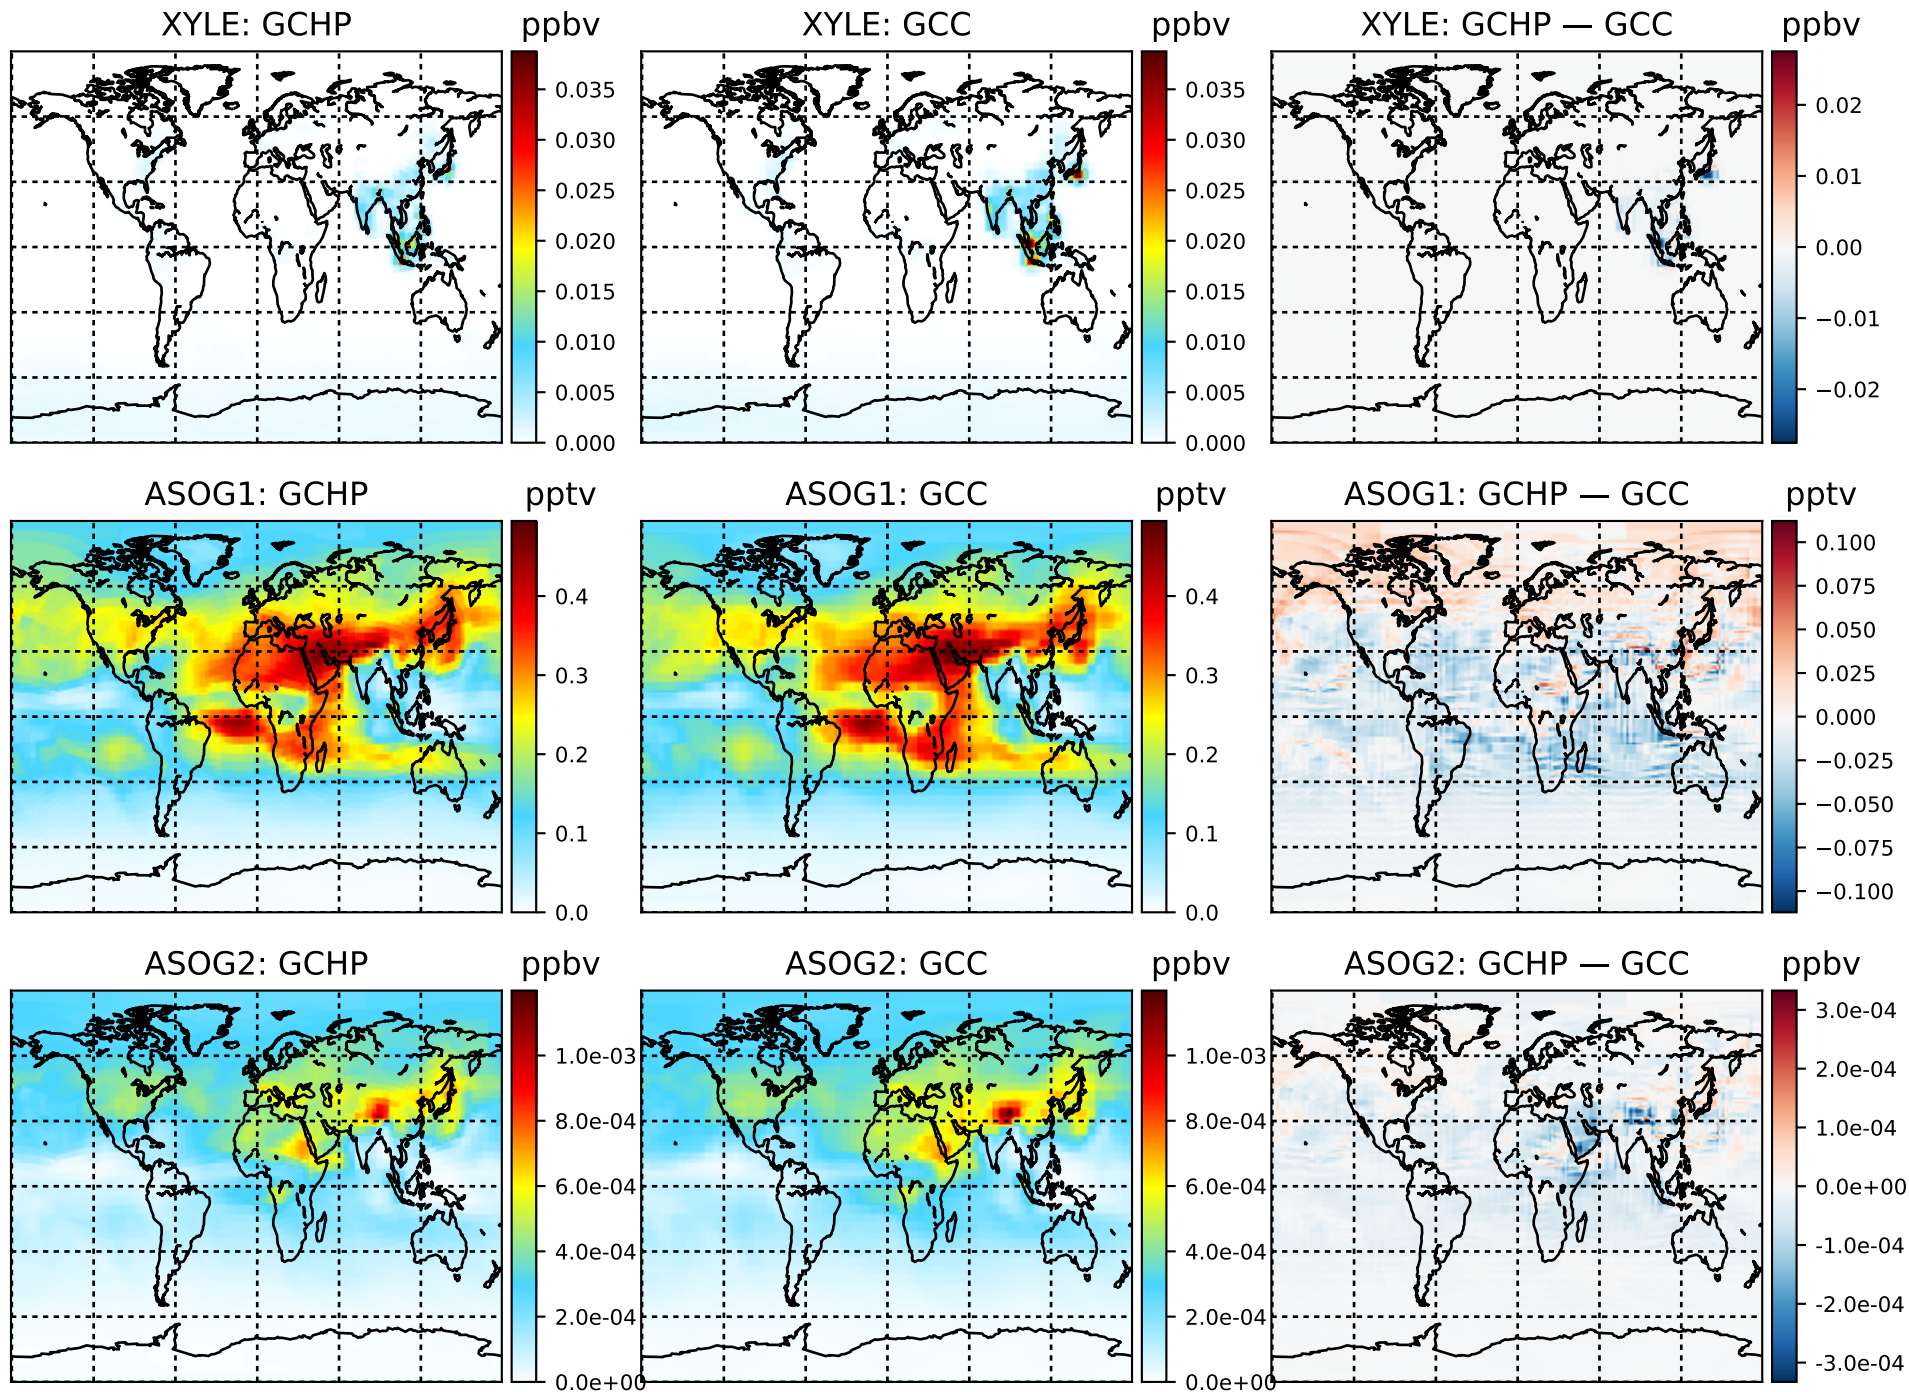 XYLE: GCHP ppbv XYLE: GCC ppbv XYLE: GCHP — GCC ppbv
0.035 0.035 0.02
0.030 0.030 0.01
0.025 0.025 0.00
0.020 0.020 −0.01
0.015 0.015 −0.02
0.010 0.010
0.005 0.005
0.000 0.000
ASOG1: GCHP pptv ASOG1: GCC pptv ASOG1: GCHP — GCC pptv
0.4 0.4 0.100
0.3 0.3 0.075
0.2 0.2 0.050
0.1 0.1 0.025
0.0 0.0 0.000
−0.025
−0.050
−0.075
−0.100
ASOG2: GCHP ppbv ASOG2: GCC ppbv ASOG2: GCHP — GCC ppbv
1.0e-03 1.0e-03 3.0e-04
8.0e-04 8.0e-04 2.0e-04
6.0e-04 6.0e-04 1.0e-04
4.0e-04 4.0e-04 0.0e+00
2.0e-04 2.0e-04 -1.0e-04
0.0e+00 0.0e+00 -2.0e-04
-3.0e-04